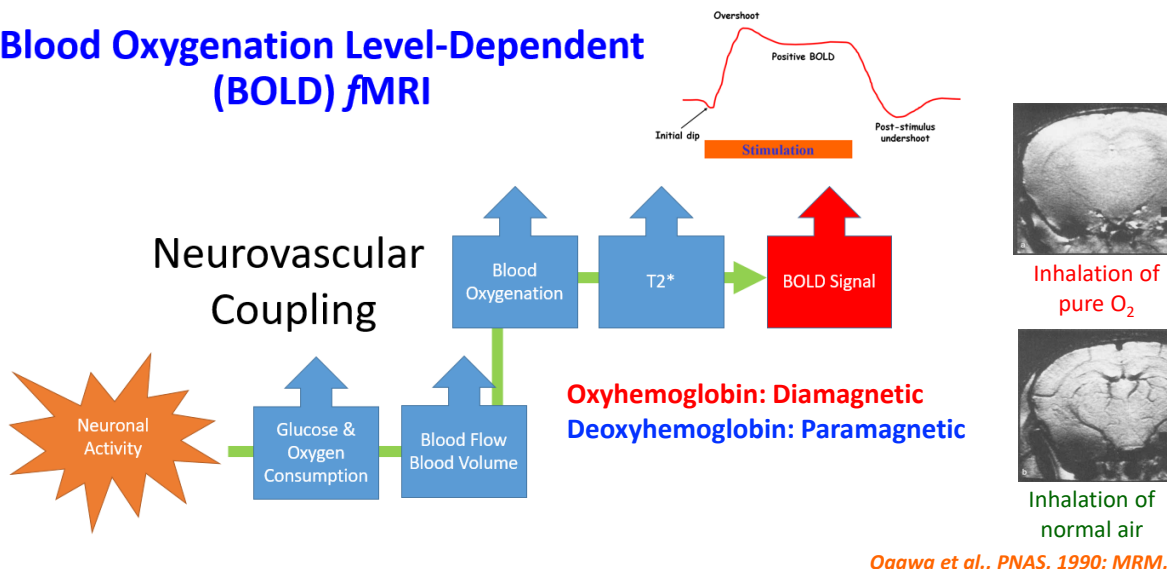 Blood Oxygenation Level-Dependent
(BOLD) fMRI
Overshoot
Positive BOLD
Initial dip
Post-stimulus
undershoot
Stimulation
Neurovascular
Coupling
Blood
Oxygenation
T2*
BOLD Signal
Neuronal
Activity
Glucose &
Oxygen
Consumption
Blood Flow
Blood Volume
Oxyhemoglobin: Diamagnetic
Deoxyhemoglobin: Paramagnetic
a
Inhalation of
pure O₂
b
Inhalation of
normal air
Ogawa et al., PNAS, 1990; MRM,